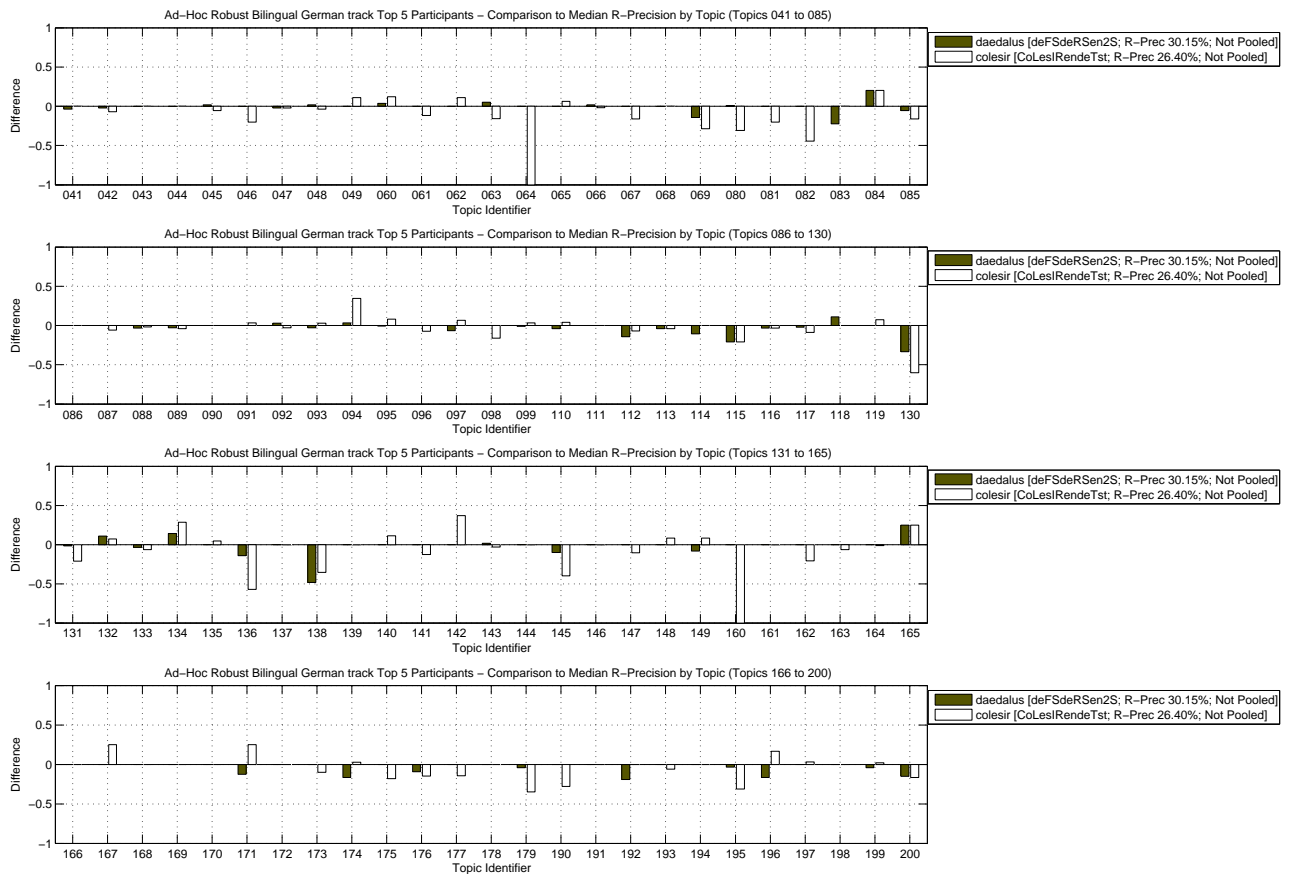 Ad−Hoc Robust Bilingual German track Top 5 Participants − Comparison to Median R−Precision by Topic (Topics 041 to 085)
1
0.5
0
−0.5
−1
Difference
041 042 043 044 045 046 047 048 049 060 061 062 063 064 065 066 067 068 069 080 081 082 083 084 085
Topic Identifier
daedalus [deFSdeRSen2S; R−Prec 30.15%; Not Pooled]
colesir [CoLesIRendeTst; R−Prec 26.40%; Not Pooled]
Ad−Hoc Robust Bilingual German track Top 5 Participants − Comparison to Median R−Precision by Topic (Topics 086 to 130)
1
0.5
0
−0.5
−1
Difference
086 087 088 089 090 091 092 093 094 095 096 097 098 099 110 111 112 113 114 115 116 117 118 119 130
Topic Identifier
daedalus [deFSdeRSen2S; R−Prec 30.15%; Not Pooled]
colesir [CoLesIRendeTst; R−Prec 26.40%; Not Pooled]
Ad−Hoc Robust Bilingual German track Top 5 Participants − Comparison to Median R−Precision by Topic (Topics 131 to 165)
1
0.5
0
−0.5
−1
Difference
131 132 133 134 135 136 137 138 139 140 141 142 143 144 145 146 147 148 149 160 161 162 163 164 165
Topic Identifier
daedalus [deFSdeRSen2S; R−Prec 30.15%; Not Pooled]
colesir [CoLesIRendeTst; R−Prec 26.40%; Not Pooled]
Ad−Hoc Robust Bilingual German track Top 5 Participants − Comparison to Median R−Precision by Topic (Topics 166 to 200)
1
0.5
0
−0.5
−1
Difference
166 167 168 169 170 171 172 173 174 175 176 177 178 179 190 191 192 193 194 195 196 197 198 199 200
Topic Identifier
daedalus [deFSdeRSen2S; R−Prec 30.15%; Not Pooled]
colesir [CoLesIRendeTst; R−Prec 26.40%; Not Pooled]